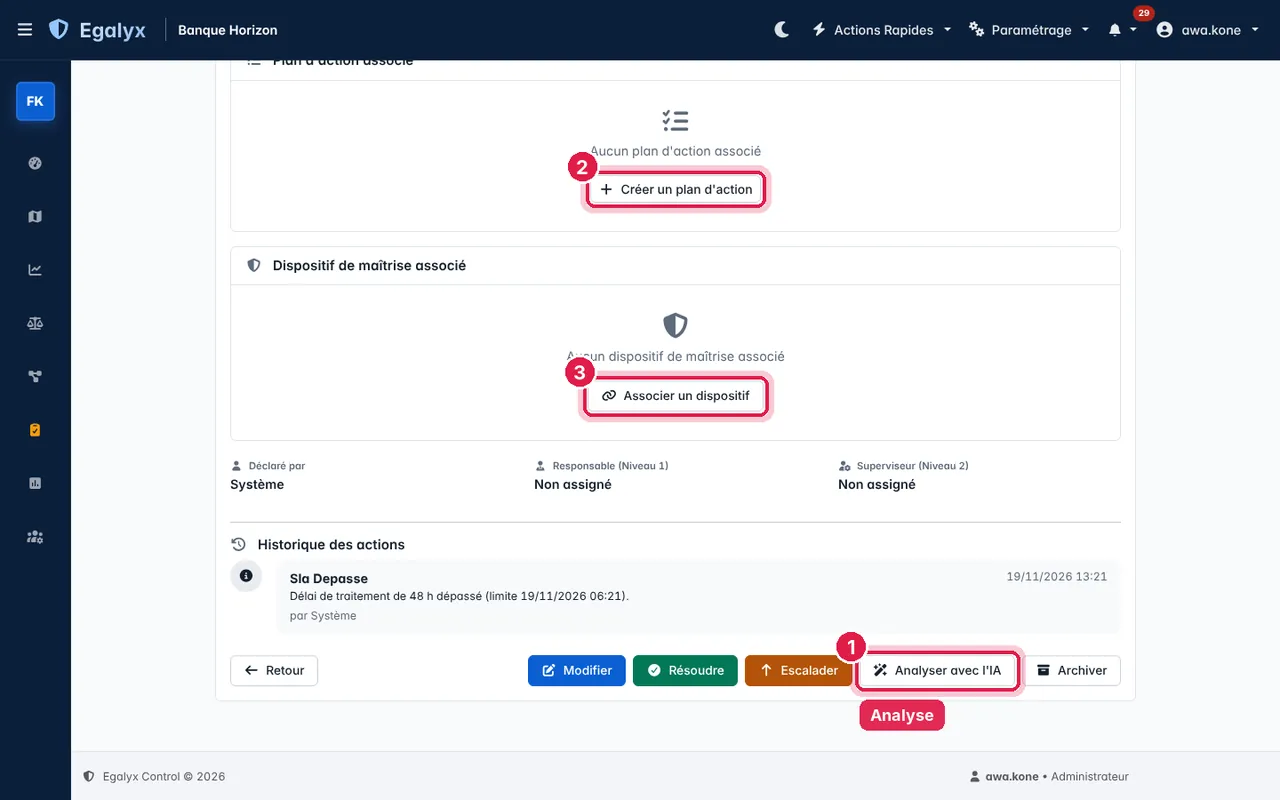 Egalyx
Banque Horizon
Actions Rapides
Paramétrage
29
awa.kone
FK
Plan d'action associé
Aucun plan d'action associé
2
Créer un plan d'action
Dispositif de maîtrise associé
Aucun dispositif de maîtrise associé
3
Associer un dispositif
Déclaré par
Système
Responsable (Niveau 1)
Non assigné
Superviseur (Niveau 2)
Non assigné
Historique des actions
Sla Depasse
19/11/2026 13:21
Délai de traitement de 48 h dépassé (limite 19/11/2026 06:21).
par Système
1
Retour
Modifier
Résoudre
Escalader
Analyser avec l'IA
Archiver
Analyse
Egalyx Control © 2026
awa.kone • Administrateur